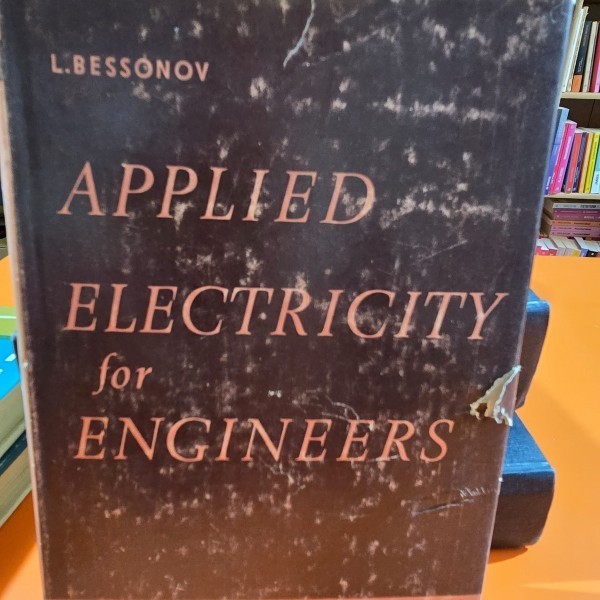 L. BESSONOV
APPLIED
ELECTRICITY
for
ENGINEERS